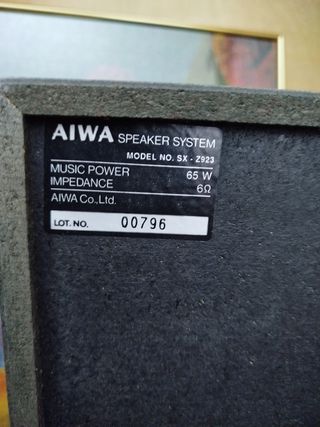 AIWA SPEAKER SYSTEM
MODEL NO. SX - Z923
MUSIC POWER 65 W
IMPEDANCE 6Ω
AIWA Co., Ltd.
LOT. NO. 00796